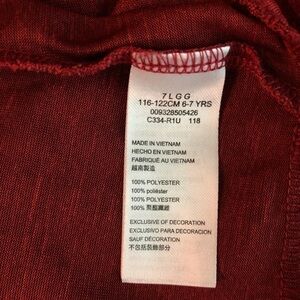 7 L G G
116-122CM 6-7 YRS
009328505426
C334-R1U 118
MADE IN VIETNAM
HECHO EN VIETNAM
FABRIQUÉ AU VIETNAM
越南製造
100% POLYESTER
100% poliéster
100% POLYESTER
100% 聚酯纖維
EXCLUSIVE OF DECORATION
EXCLUSIVO PARA DECORACION
SAUF DÉCORATION
不包括裝飾部分